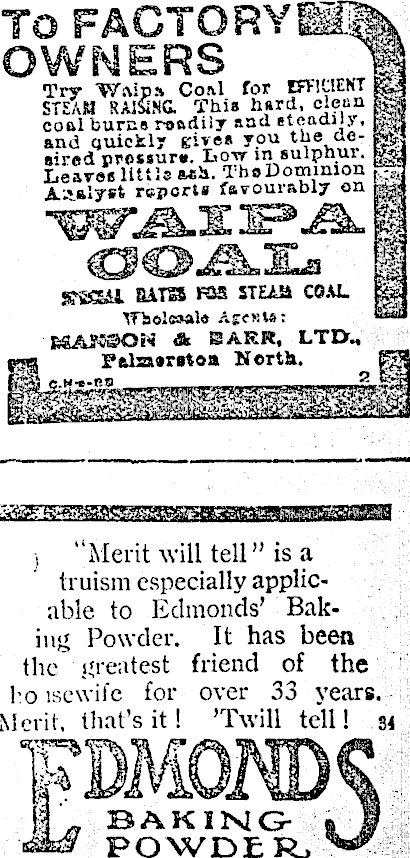 To FACTORY
OWNERS
Try Waipa Coal for EFFICIENT
STEAM RAISING. This hard, clean
coal burns readily and steadily,
and quickly gives you the de-
sired pressure. Low in sulphur.
Leaves little ash. The Dominion
Analyst reports favourably on
WAIPA
COAL
SPECIAL RATES FOR STEAM COAL
Wholesale Agents:
MANSON & BARR, LTD.,
Palmerston North.
2
"Merit will tell" is a
truism especially applic-
able to Edmonds' Bak-
ing Powder. It has been
the greatest friend of the
housewife for over 33 years.
Merit, that's it! 'Twill tell! 34
EDMONDS
BAKING
POWDER